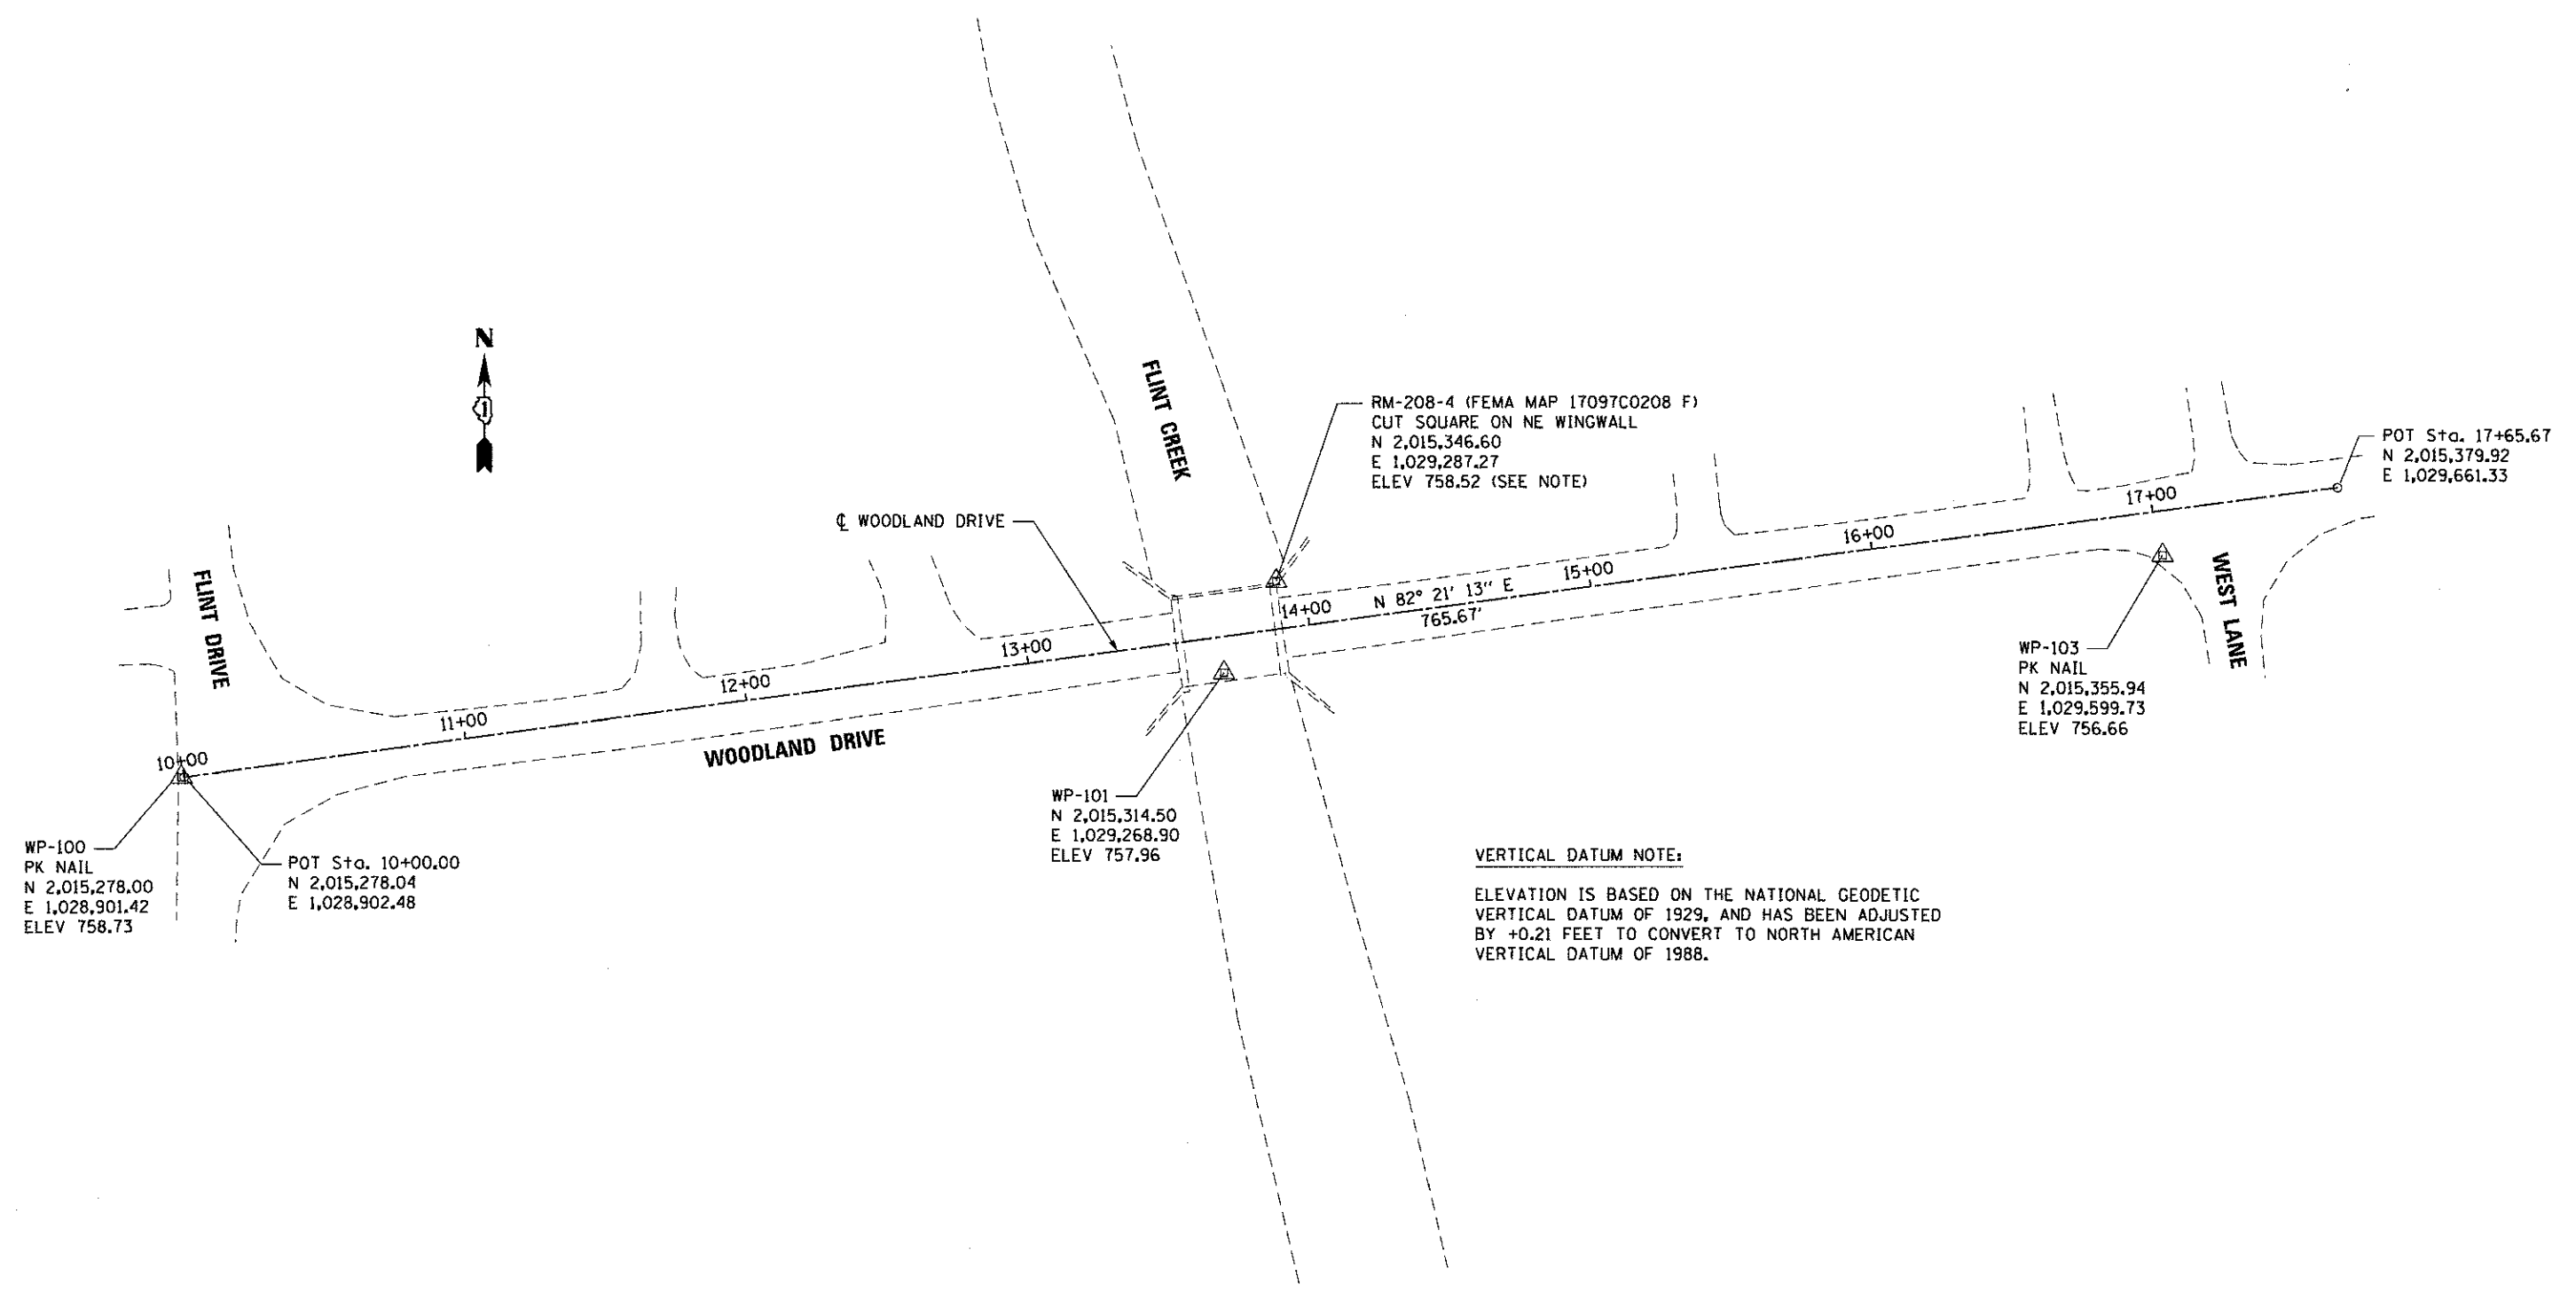 N
FLINT CREEK
RM-208-4 (FEMA MAP 17097C0208 F)
CUT SQUARE ON NE WINGWALL
N 2,015,346.60
E 1,029,287.27
ELEV 758.52 (SEE NOTE)
POT Sta. 17+65.67
N 2,015,379.92
E 1,029,661.33
℄ WOODLAND DRIVE
FLINT DRIVE
10+00
11+00
12+00
13+00
14+00
15+00
16+00
17+00
N 82° 21' 13" E
765.67'
WEST LANE
WOODLAND DRIVE
WP-103
PK NAIL
N 2,015,355.94
E 1,029,599.73
ELEV 756.66
WP-101
N 2,015,314.50
E 1,029,268.90
ELEV 757.96
WP-100
PK NAIL
N 2,015,278.00
E 1,028,901.42
ELEV 758.73
POT Sta. 10+00.00
N 2,015,278.04
E 1,028,902.48
VERTICAL DATUM NOTE:
ELEVATION IS BASED ON THE NATIONAL GEODETIC
VERTICAL DATUM OF 1929, AND HAS BEEN ADJUSTED
BY +0.21 FEET TO CONVERT TO NORTH AMERICAN
VERTICAL DATUM OF 1988.